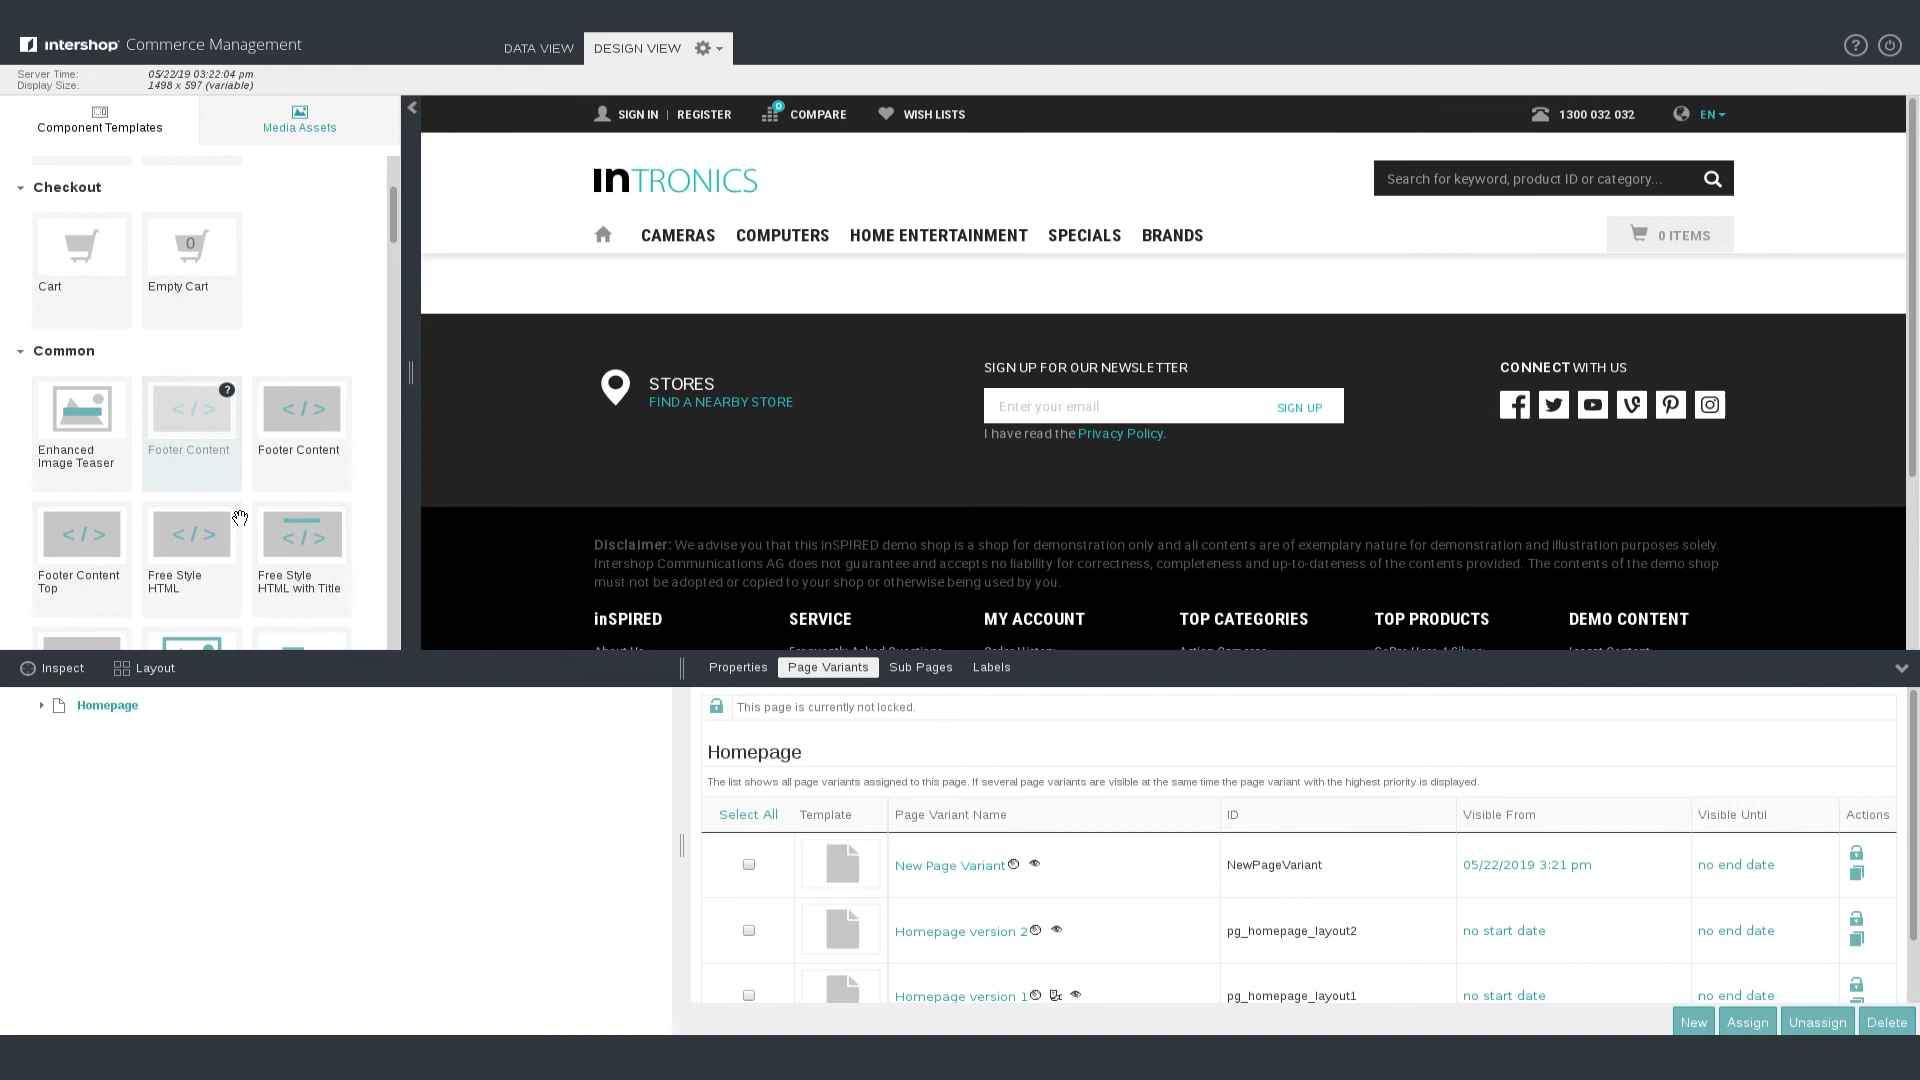 intershop Commerce Management
DATA VIEW
DESIGN VIEW
?
Server Time: 05/22/19 03:22:04 pm
Display Size: 1498 x 597 (variable)
Component Templates
Media Assets
Checkout
Cart
0
Empty Cart
Common
Enhanced
Image Teaser
?
</>
Footer Content
</>
Footer Content
</>
Footer Content
Top
</>
Free Style
HTML
</>
Free Style
HTML with Title
SIGN IN | REGISTER
0
COMPARE
WISH LISTS
1300 032 032
EN
inTRONICS
Search for keyword, product ID or category...
CAMERAS
COMPUTERS
HOME ENTERTAINMENT
SPECIALS
BRANDS
0 ITEMS
STORES
FIND A NEARBY STORE
SIGN UP FOR OUR NEWSLETTER
Enter your email
SIGN UP
I have read the Privacy Policy.
CONNECT WITH US
Disclaimer: We advise you that this inSPIRED demo shop is a shop for demonstration only and all contents are of exemplary nature for demonstration and illustration purposes solely.
Intershop Communications AG does not guarantee and accepts no liability for correctness, completeness and up-to-dateness of the contents provided. The contents of the demo shop
must not be adopted or copied to your shop or otherwise being used by you.
inSPIRED
SERVICE
MY ACCOUNT
TOP CATEGORIES
TOP PRODUCTS
DEMO CONTENT
Inspect
Layout
Properties
Page Variants
Sub Pages
Labels
Homepage
This page is currently not locked.
Homepage
The list shows all page variants assigned to this page. If several page variants are visible at the same time the page variant with the highest priority is displayed.
Select All
Template
Page Variant Name
ID
Visible From
Visible Until
Actions
New Page Variant
NewPageVariant
05/22/2019 3:21 pm
no end date
Homepage version 2
pg_homepage_layout2
no start date
no end date
Homepage version 1
pg_homepage_layout1
no start date
no end date
New
Assign
Unassign
Delete